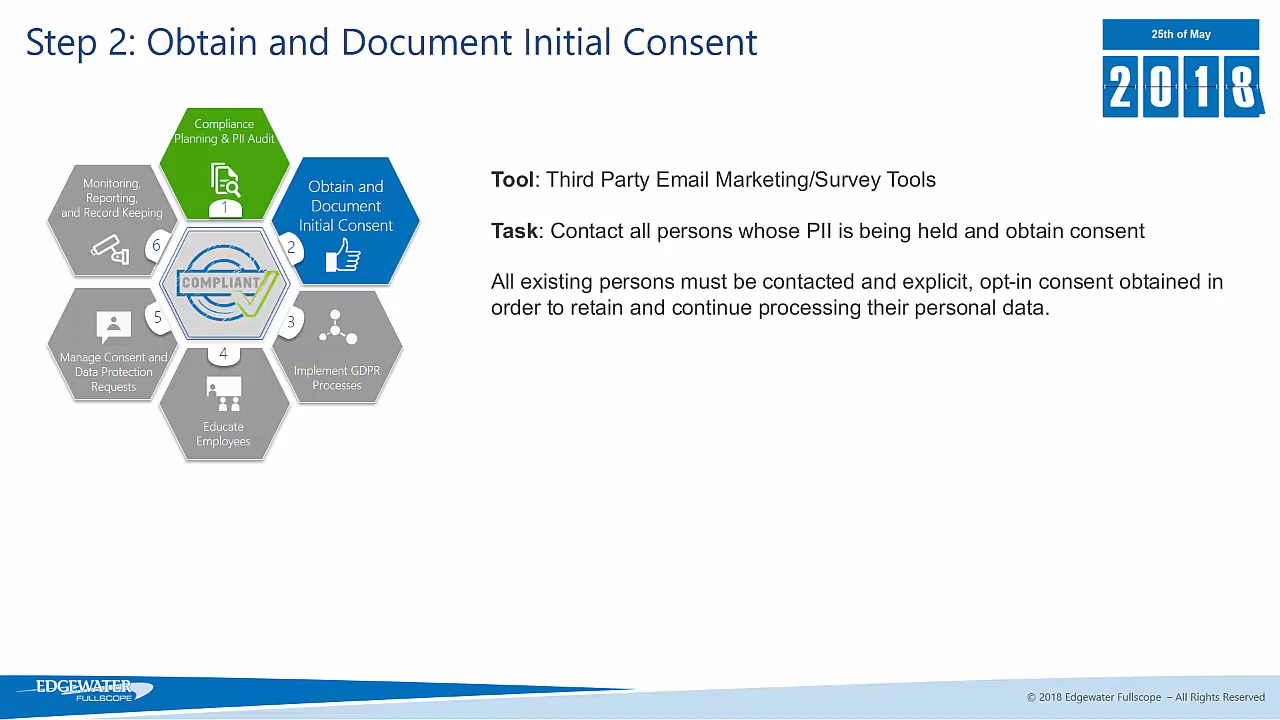 Step 2: Obtain and Document Initial Consent
25th of May
2018
Compliance
Planning & PII Audit
1
Obtain and
Document
Initial Consent
2
Implement GDPR
Processes
3
Educate
Employees
4
Manage Consent and
Data Protection
Requests
5
Monitoring,
Reporting,
and Record Keeping
6
COMPLIANT
Tool: Third Party Email Marketing/Survey Tools
Task: Contact all persons whose PII is being held and obtain consent
All existing persons must be contacted and explicit, opt-in consent obtained in
order to retain and continue processing their personal data.
EDGEWATER
FULLSCOPE
© 2018 Edgewater Fullscope – All Rights Reserved